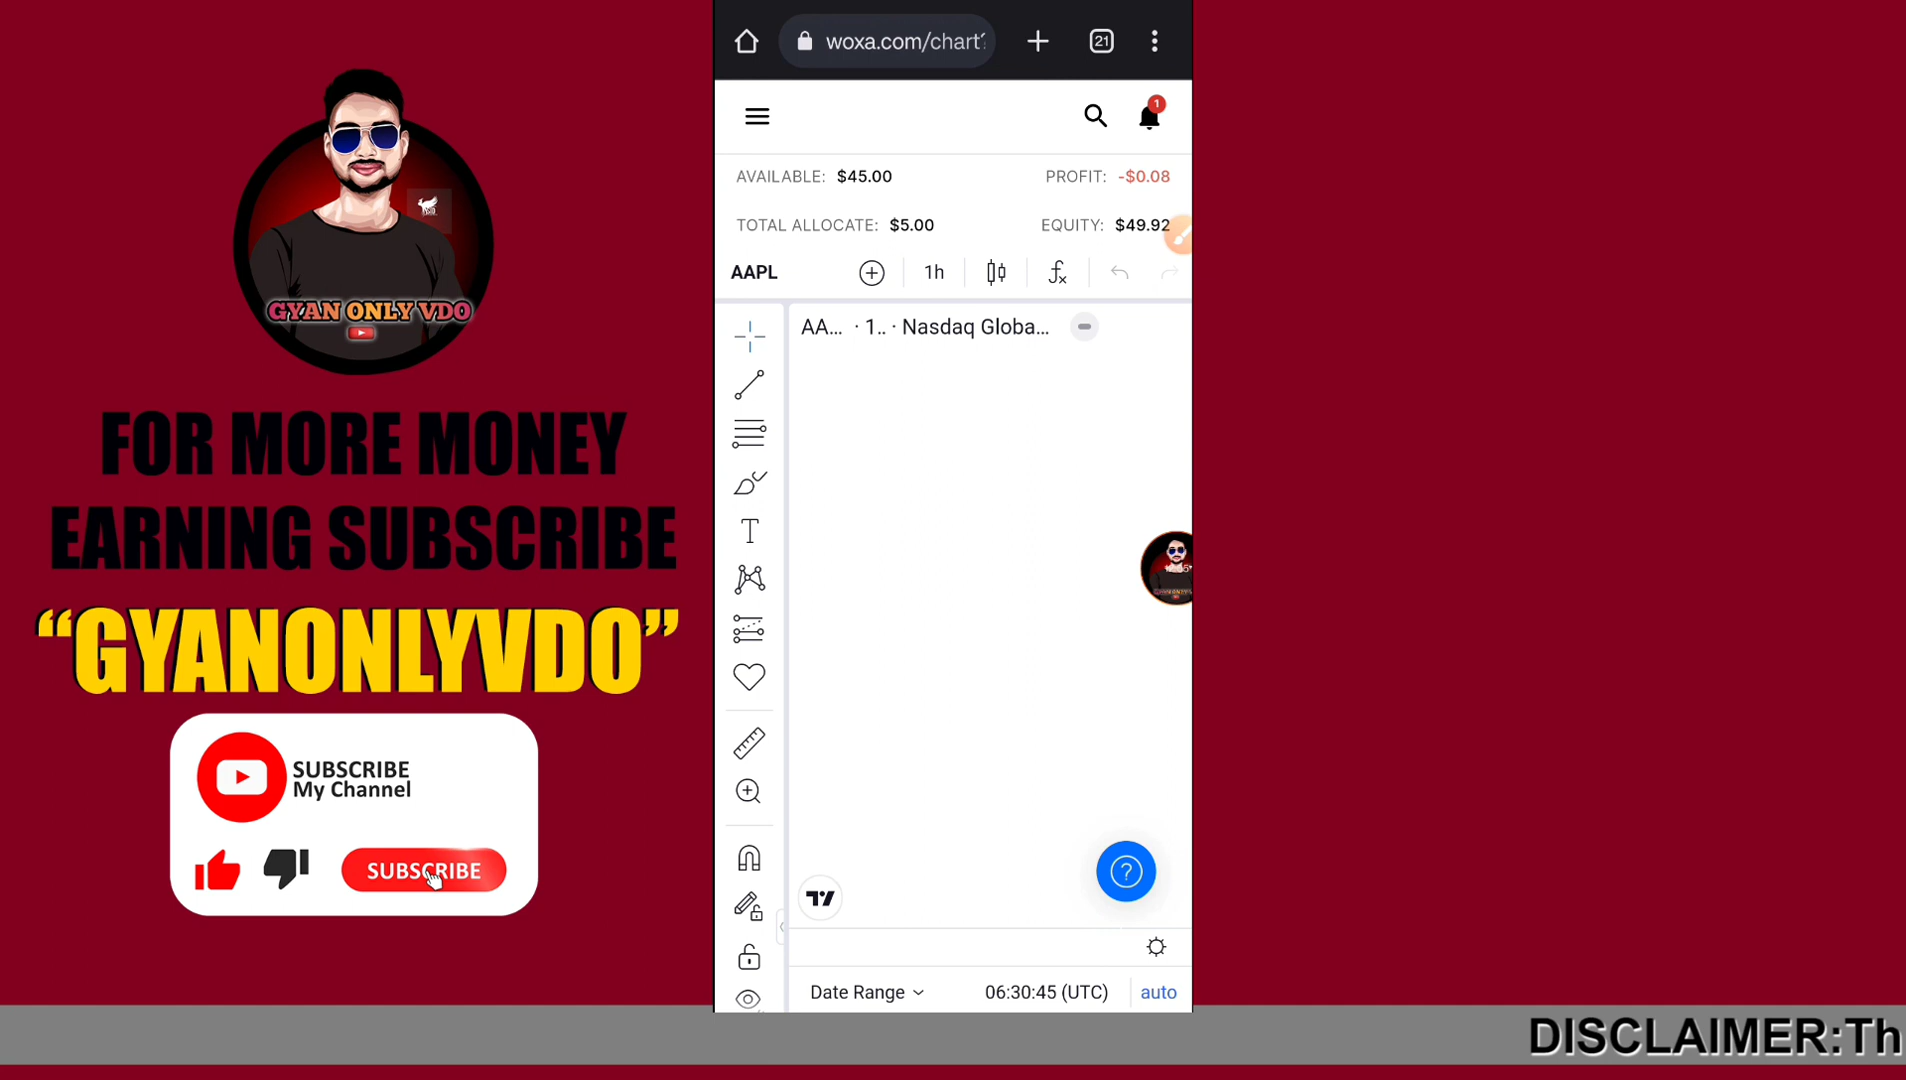 GYAN ONLY VDO
FOR MORE MONEY
EARNING SUBSCRIBE
“GYANONLYVDO”
SUBSCRIBE
My Channel
SUBSCRIBE
woxa.com/chart?
21
1
AVAILABLE: $45.00 PROFIT: -$0.08
TOTAL ALLOCATE: $5.00 EQUITY: $49.92
AAPL 1h
AA... · 1.. · Nasdaq Globa...
Date Range 06:30:45 (UTC) auto
DISCLAIMER:Th